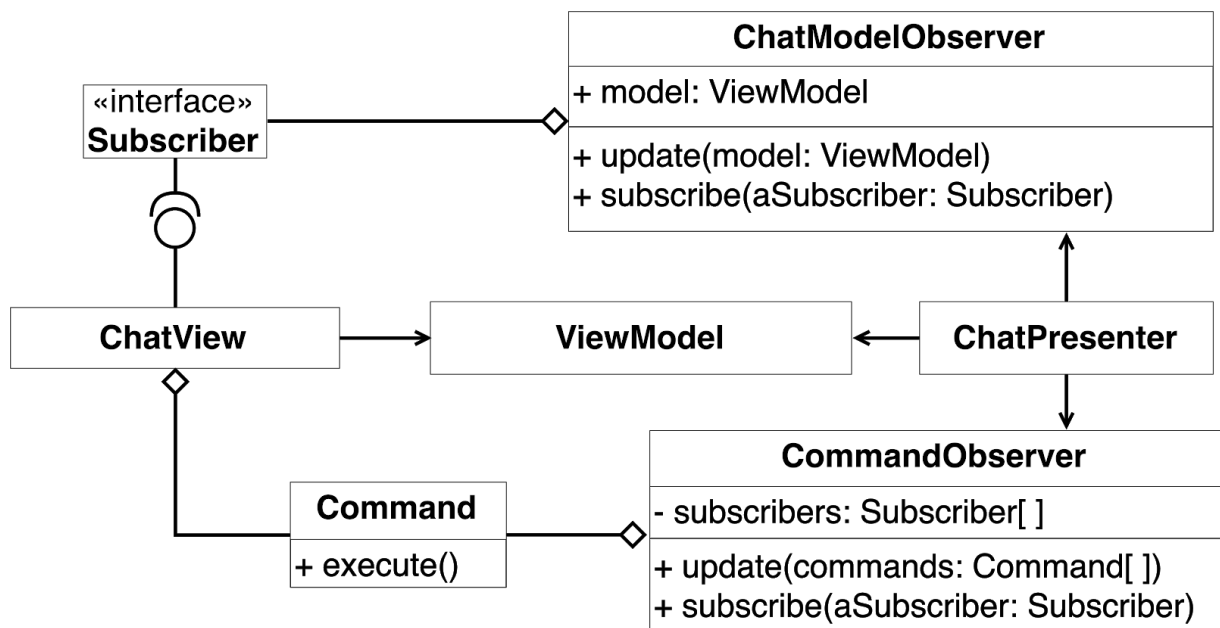 ChatModelObserver
+ model: ViewModel
+ update(model: ViewModel)
+ subscribe(aSubscriber: Subscriber)
«interface»
Subscriber
ChatView
ViewModel
ChatPresenter
Command
+ execute()
CommandObserver
- subscribers: Subscriber[ ]
+ update(commands: Command[ ])
+ subscribe(aSubscriber: Subscriber)